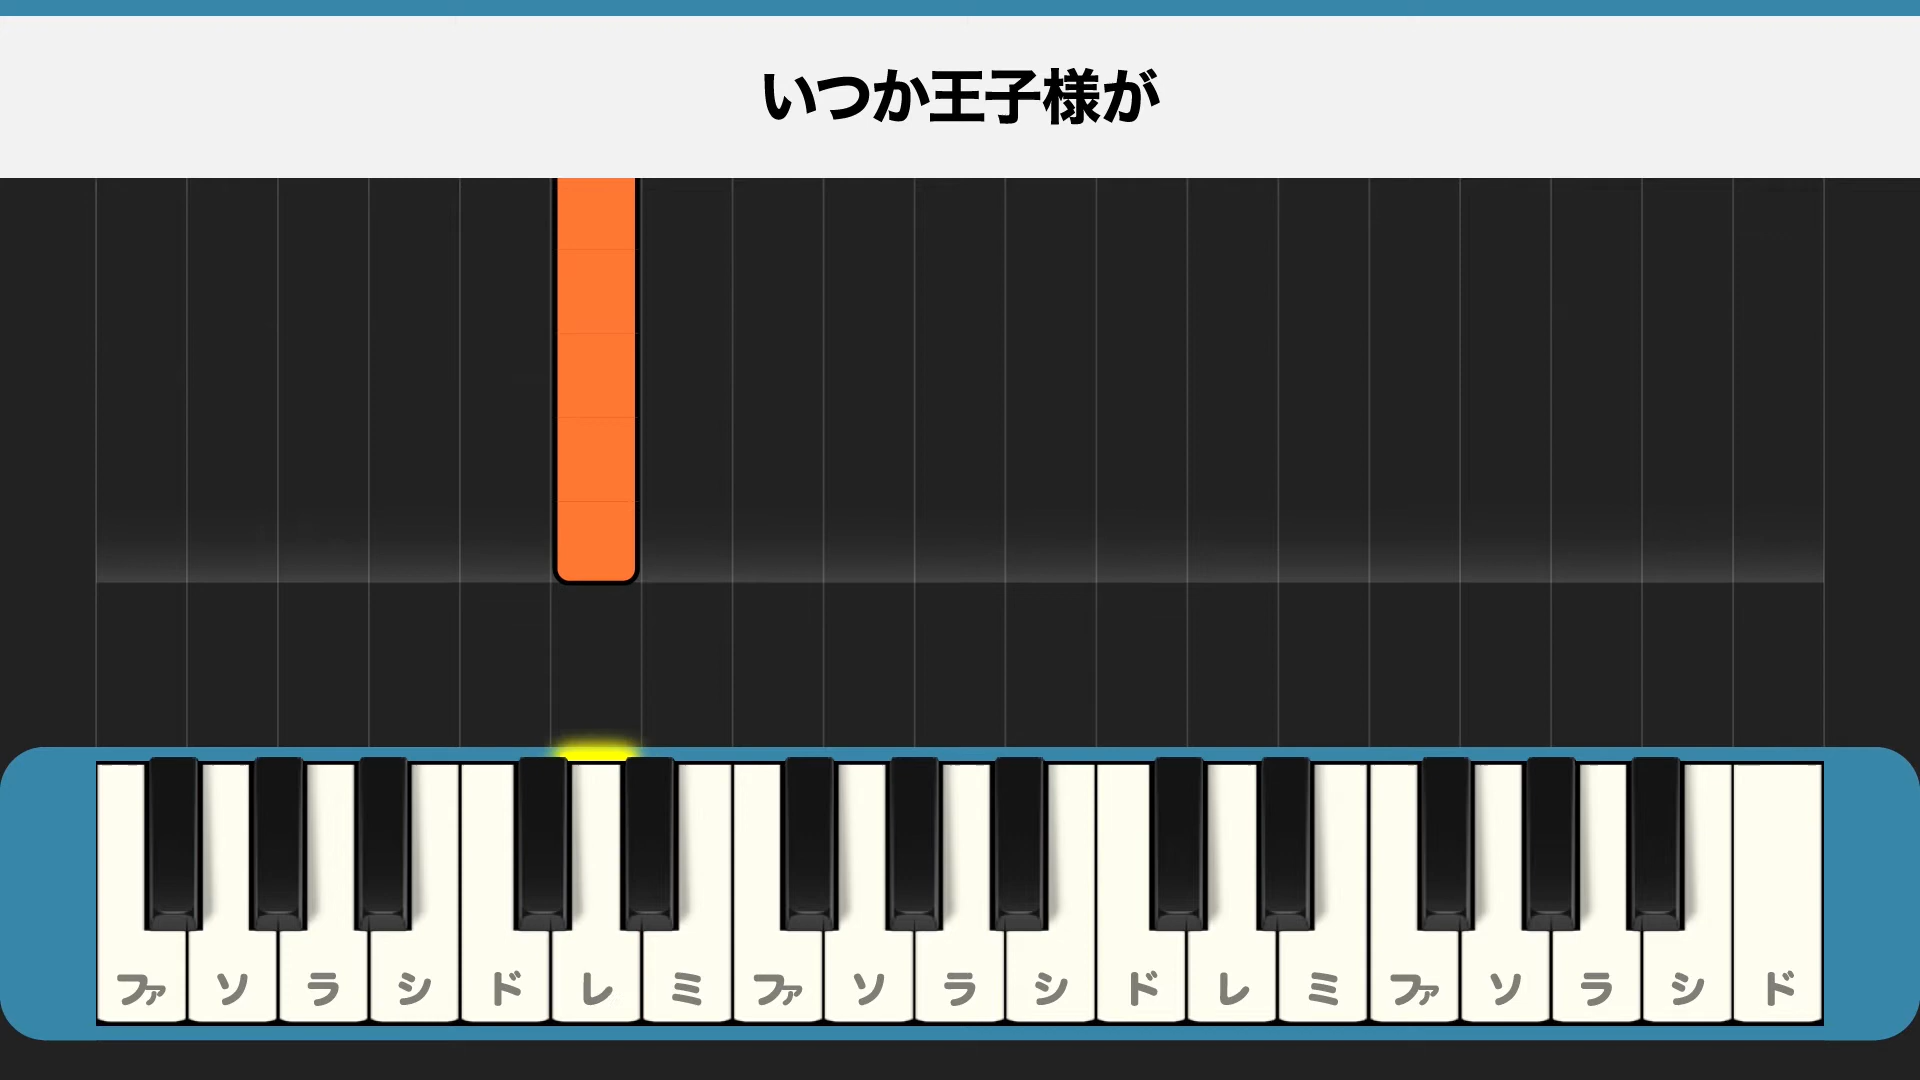 いつか王子様が
ファ ソ ラ シ ド レ ミ ファ ソ ラ シ ド レ ミ ファ ソ ラ シ ド